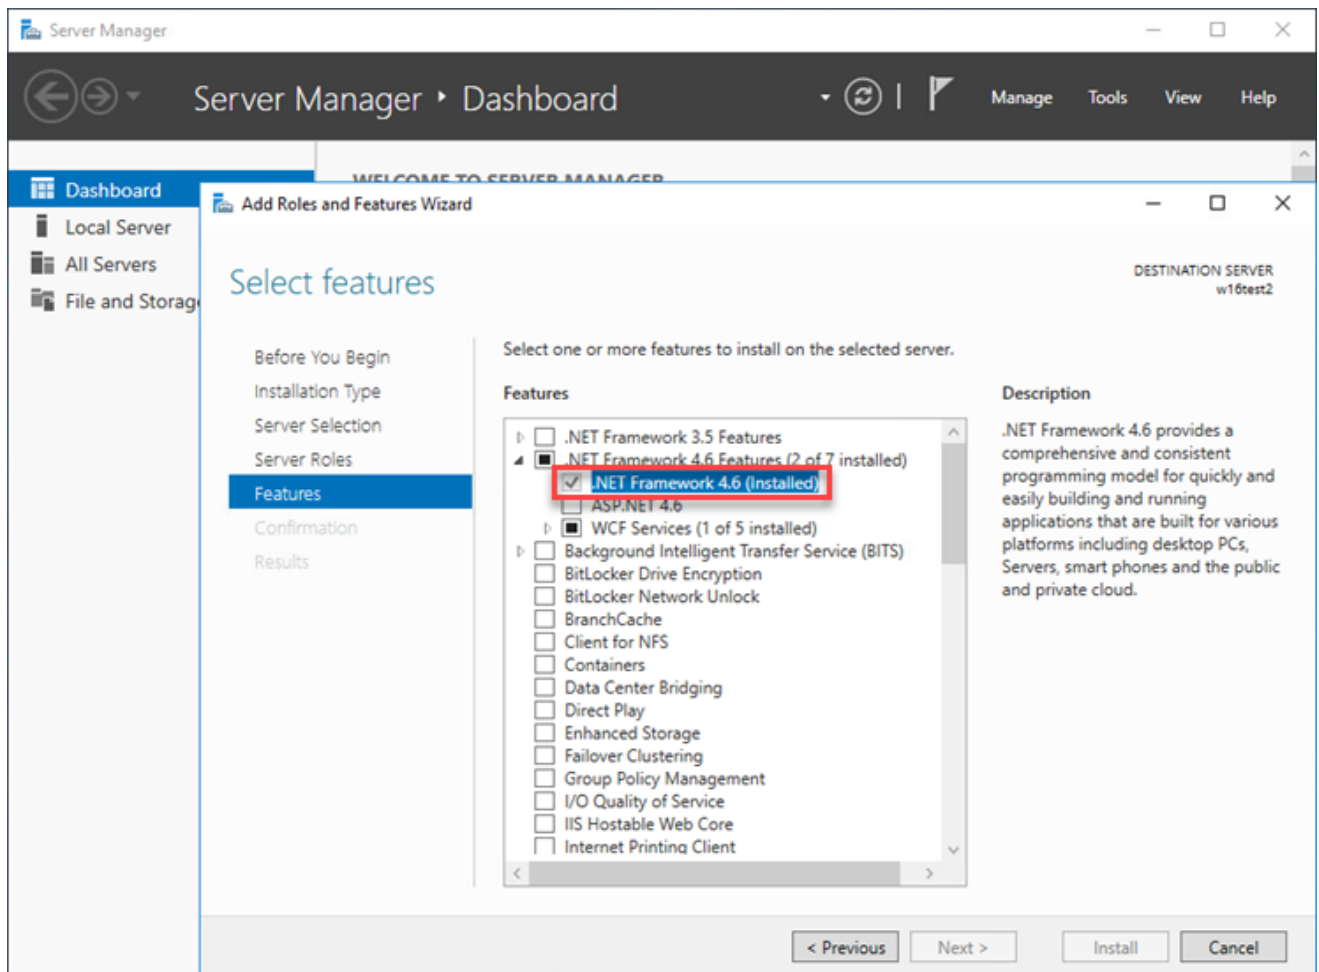 Server Manager
Server Manager
Dashboard
Manage
Tools
View
Help
WELCOME TO SERVER MANAGER
Dashboard
Local Server
All Servers
File and Storag
Add Roles and Features Wizard
Select features
DESTINATION SERVER
w16test2
Before You Begin
Installation Type
Server Selection
Server Roles
Features
Confirmation
Results
Select one or more features to install on the selected server.
Features
.NET Framework 3.5 Features
.NET Framework 4.6 Features (2 of 7 installed)
.NET Framework 4.6 (Installed)
ASP.NET 4.6
WCF Services (1 of 5 installed)
Background Intelligent Transfer Service (BITS)
BitLocker Drive Encryption
BitLocker Network Unlock
BranchCache
Client for NFS
Containers
Data Center Bridging
Direct Play
Enhanced Storage
Failover Clustering
Group Policy Management
I/O Quality of Service
IIS Hostable Web Core
Internet Printing Client
Description
.NET Framework 4.6 provides a
comprehensive and consistent
programming model for quickly and
easily building and running
applications that are built for various
platforms including desktop PCs,
Servers, smart phones and the public
and private cloud.
< Previous
Next >
Install
Cancel